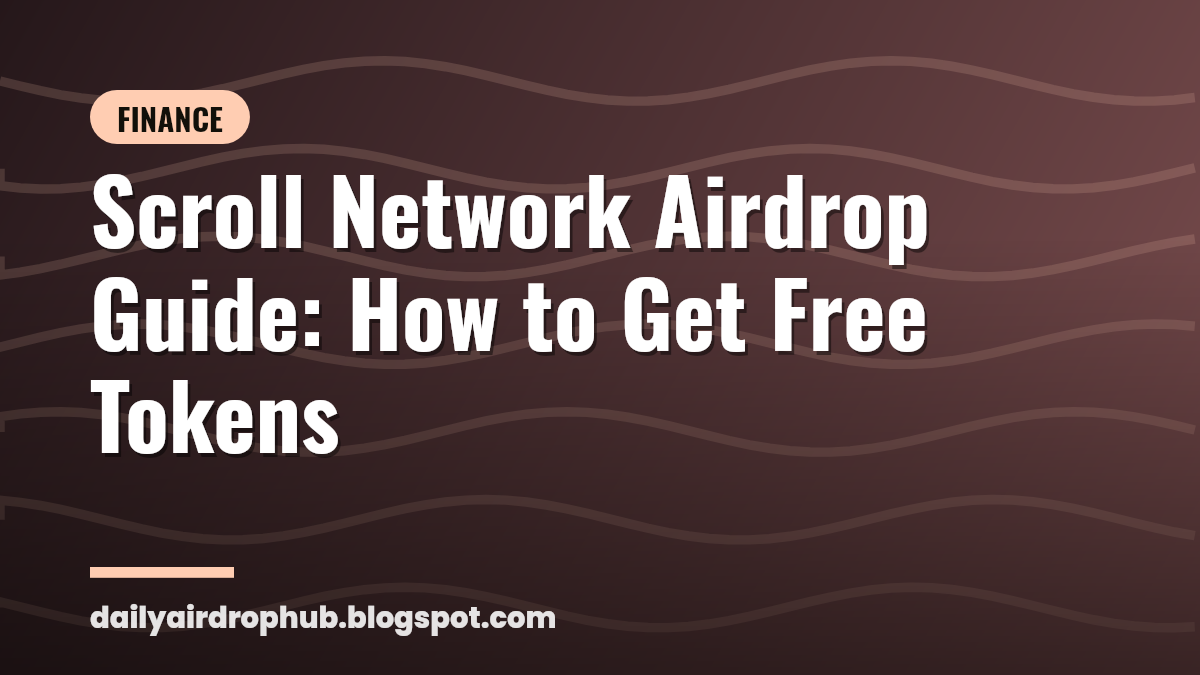 FINANCE
Scroll Network Airdrop
Guide: How to Get Free
Tokens
dailyairdrophub.blogspot.com